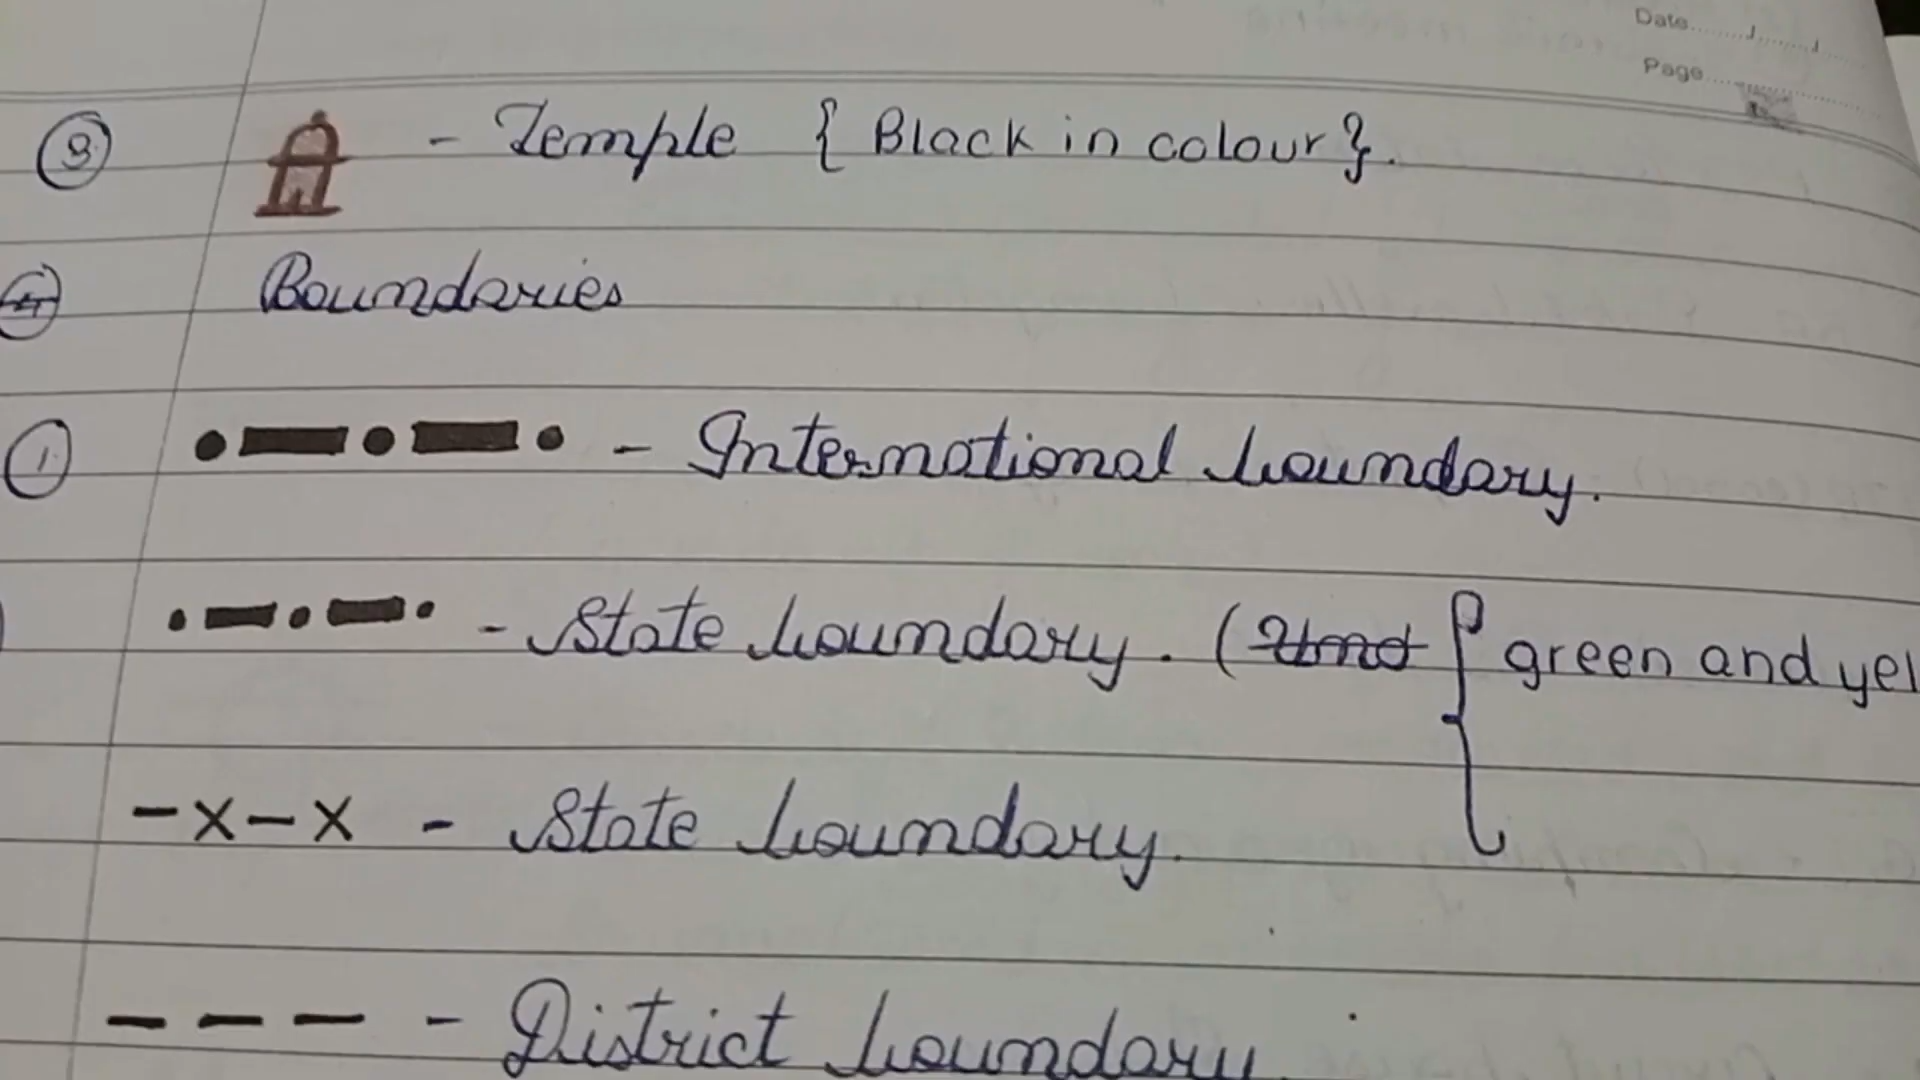 Date
Page
8 - Temple { Black in colour}.
4 Boundaries
1 - International boundary.
- State boundary. ( { green and yel
-x-x - State boundary.
- District boundary.